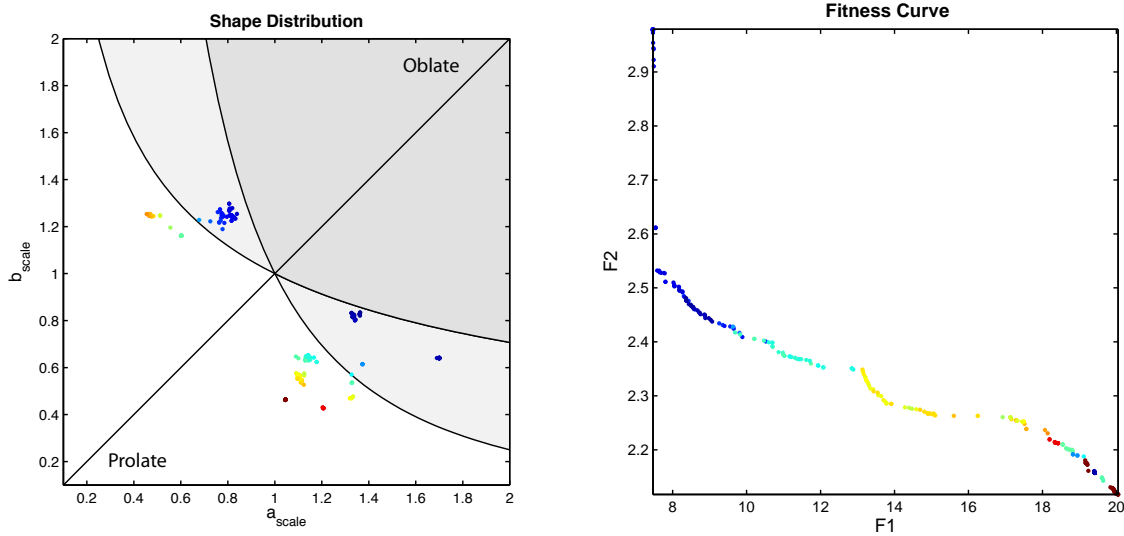 Shape Distribution
2
1.8
1.6
1.4
1.2
1
0.8
0.6
0.4
0.2
b_scale
Oblate
Prolate
0.2 0.4 0.6 0.8 1 1.2 1.4 1.6 1.8 2
a_scale
Fitness Curve
2.9
2.8
2.7
2.6
2.5
2.4
2.3
2.2
F2
8 10 12 14 16 18 20
F1